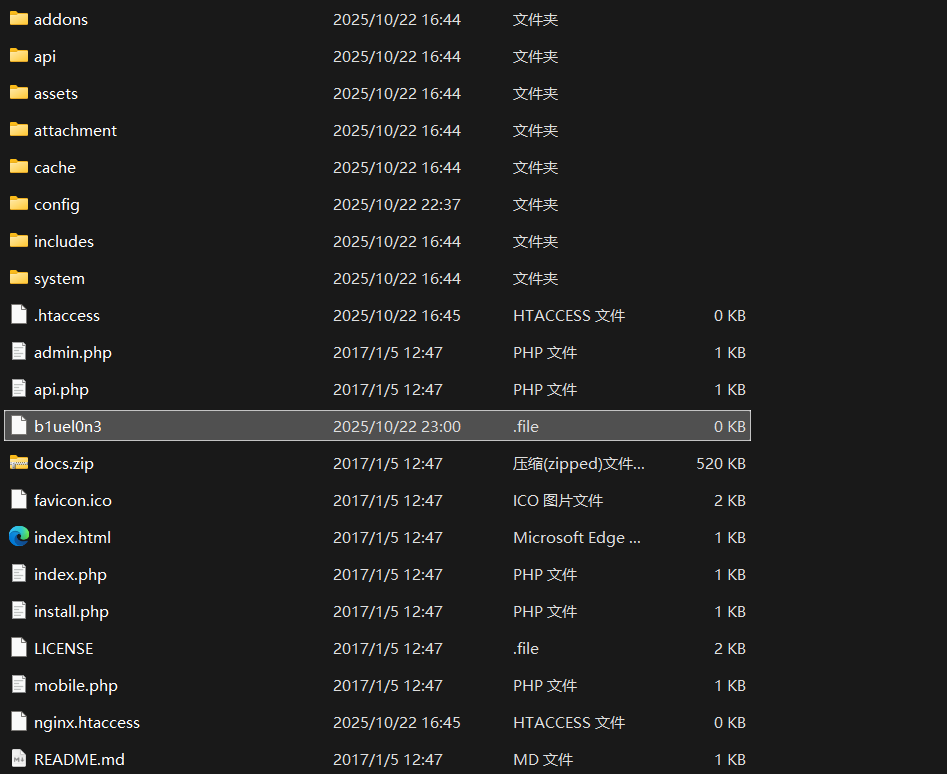 addons 2025/10/22 16:44 文件夹
api 2025/10/22 16:44 文件夹
assets 2025/10/22 16:44 文件夹
attachment 2025/10/22 16:44 文件夹
cache 2025/10/22 16:44 文件夹
config 2025/10/22 22:37 文件夹
includes 2025/10/22 16:44 文件夹
system 2025/10/22 16:44 文件夹
.htaccess 2025/10/22 16:45 HTACCESS 文件 0 KB
admin.php 2017/1/5 12:47 PHP 文件 1 KB
api.php 2017/1/5 12:47 PHP 文件 1 KB
b1uel0n3 2025/10/22 23:00 .file 0 KB
docs.zip 2017/1/5 12:47 压缩(zipped)文件... 520 KB
favicon.ico 2017/1/5 12:47 ICO 图片文件 2 KB
index.html 2017/1/5 12:47 Microsoft Edge ... 1 KB
index.php 2017/1/5 12:47 PHP 文件 1 KB
install.php 2017/1/5 12:47 PHP 文件 1 KB
LICENSE 2017/1/5 12:47 .file 2 KB
mobile.php 2017/1/5 12:47 PHP 文件 1 KB
nginx.htaccess 2025/10/22 16:45 HTACCESS 文件 0 KB
README.md 2017/1/5 12:47 MD 文件 1 KB